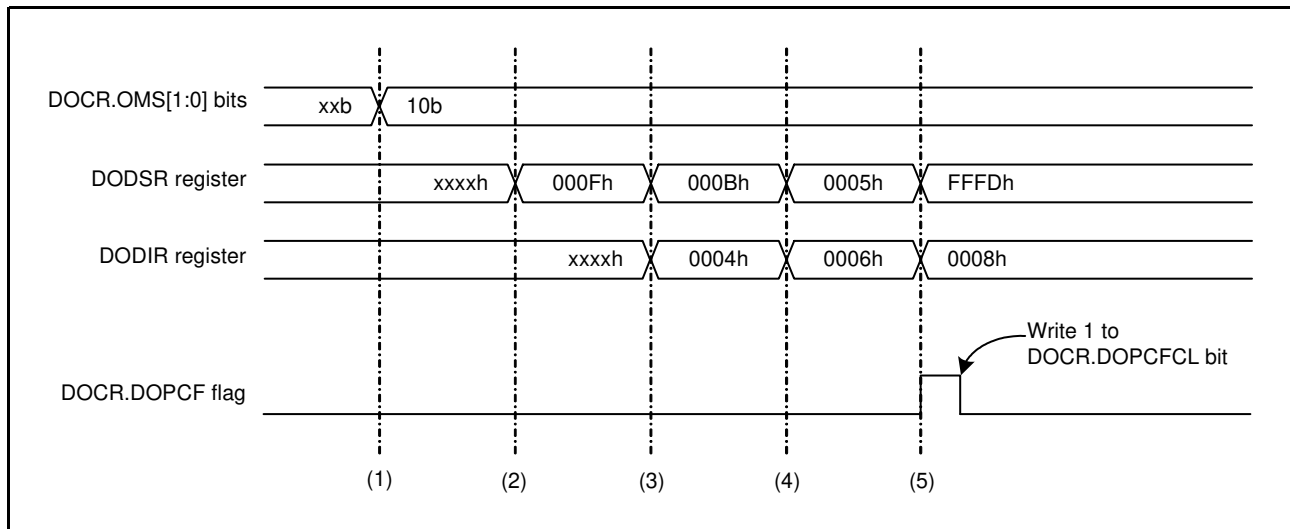 DOCR.OMS[1:0] bits xxb 10b
DODSR register xxxxh 000Fh 000Bh 0005h FFFDh
DODIR register xxxxh 0004h 0006h 0008h
Write 1 to
DOCR.DOPCFCL bit
DOCR.DOPCF flag
(1) (2) (3) (4) (5)